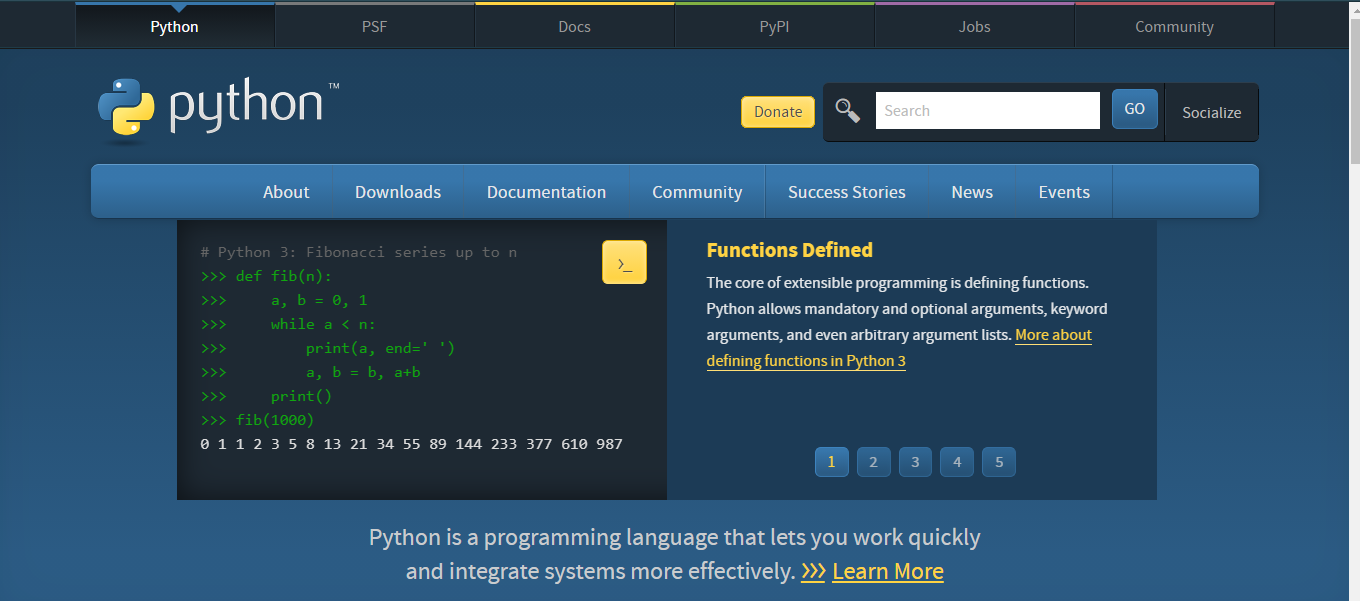 Python PSF Docs PyPI Jobs Community
python™
Donate Search GO Socialize
About Downloads Documentation Community Success Stories News Events
# Python 3: Fibonacci series up to n
>>> def fib(n):
>>>     a, b = 0, 1
>>>     while a < n:
>>>         print(a, end=' ')
>>>         a, b = b, a+b
>>>     print()
>>> fib(1000)
0 1 1 2 3 5 8 13 21 34 55 89 144 233 377 610 987
>_
Functions Defined
The core of extensible programming is defining functions.
Python allows mandatory and optional arguments, keyword
arguments, and even arbitrary argument lists. More about
defining functions in Python 3
1 2 3 4 5
Python is a programming language that lets you work quickly
and integrate systems more effectively. >>> Learn More